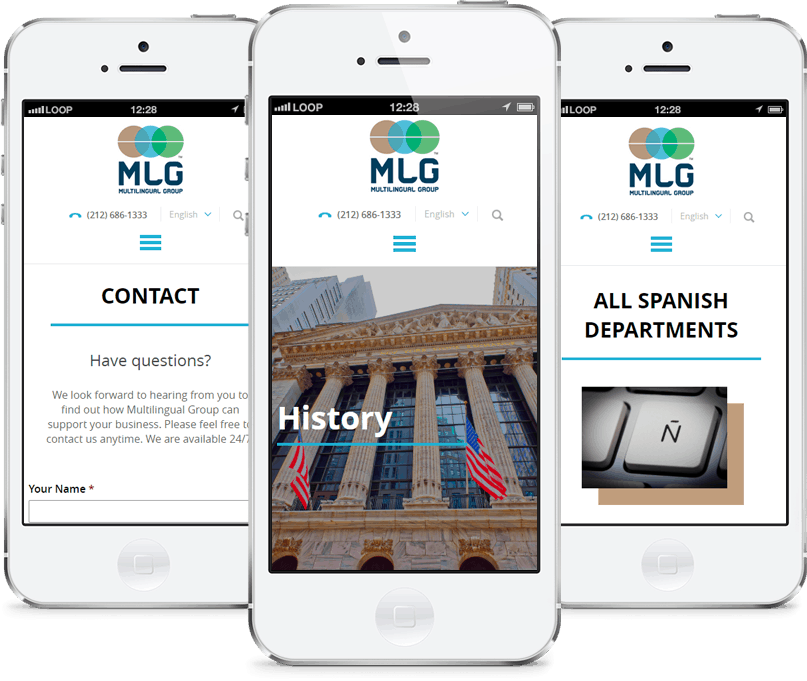 LOOP
12:28
MLG
MULTILINGUAL GROUP
(212) 686-1333
English
CONTACT
Have questions?
We look forward to hearing from you to
find out how Multilingual Group can
support your business. Please feel free to
contact us anytime. We are available 24/7
Your Name *
LOOP
12:28
MLG
MULTILINGUAL GROUP
(212) 686-1333
English
History
LOOP
12:28
MLG
MULTILINGUAL GROUP
(212) 686-1333
English
ALL SPANISH
DEPARTMENTS
Ñ